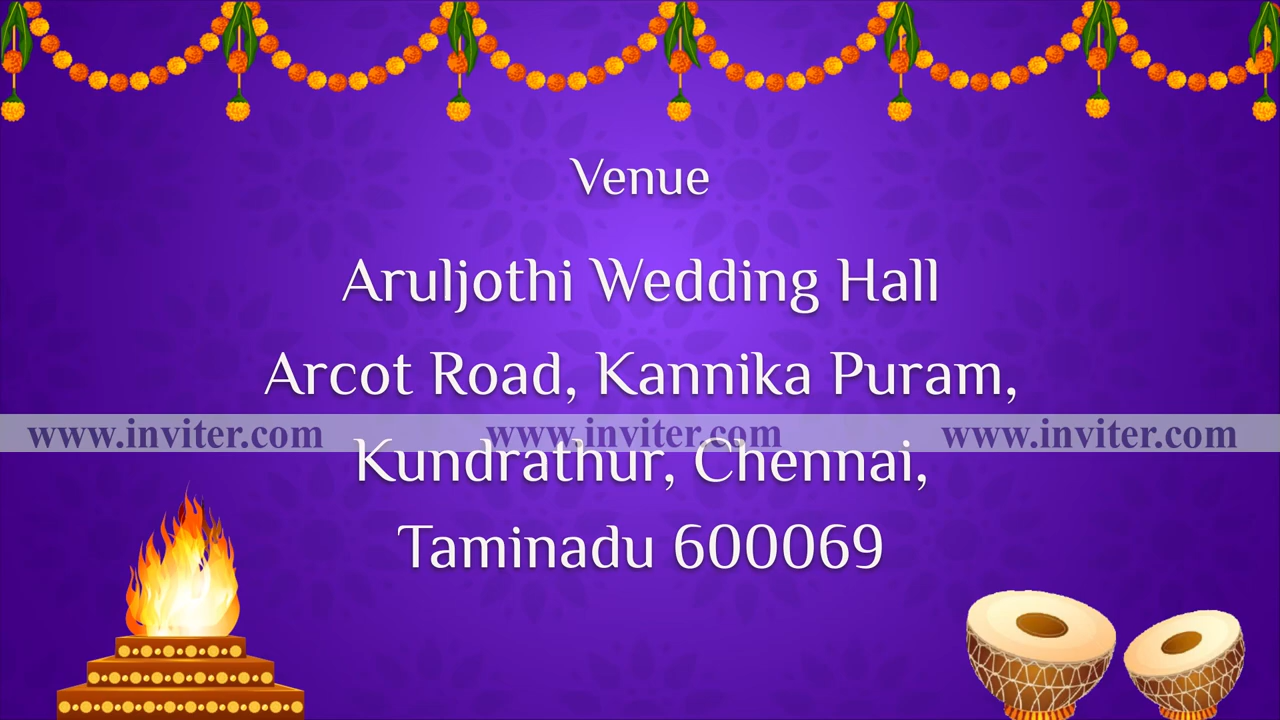 Venue
Aruljothi Wedding Hall
Arcot Road, Kannika Puram,
www.inviter.com www.inviter.com www.inviter.com
Kundrathur, Chennai,
Taminadu 600069